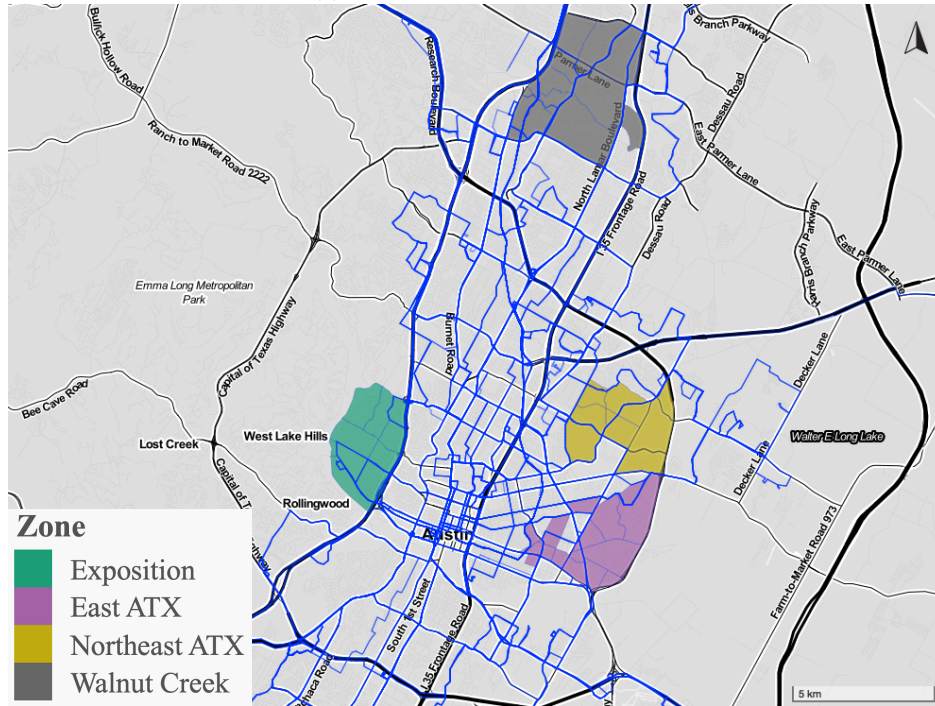 Bullick Hollow Road
Research Boulevard
Branch Parkway
Parmer Lane
Dessau Road
Ranch to Market Road 2222
North Lamar Boulevard
East Parmer Lane
I 35 Frontage Road
Dessau Road
Harris Branch Parkway
East Parmer Lane
Emma Long Metropolitan
Park
Capital of Texas Highway
Burnet Road
Decker Lane
Bee Cave Road
Lost Creek
West Lake Hills
Walter E Long Lake
Decker Lane
Capital of T
Rollingwood
Farm-to-Market Road 973
Austin
Zone
Exposition
East ATX
Northeast ATX
Walnut Creek
South 1st Street
I 35 Frontage Road
chaca Road
5 km